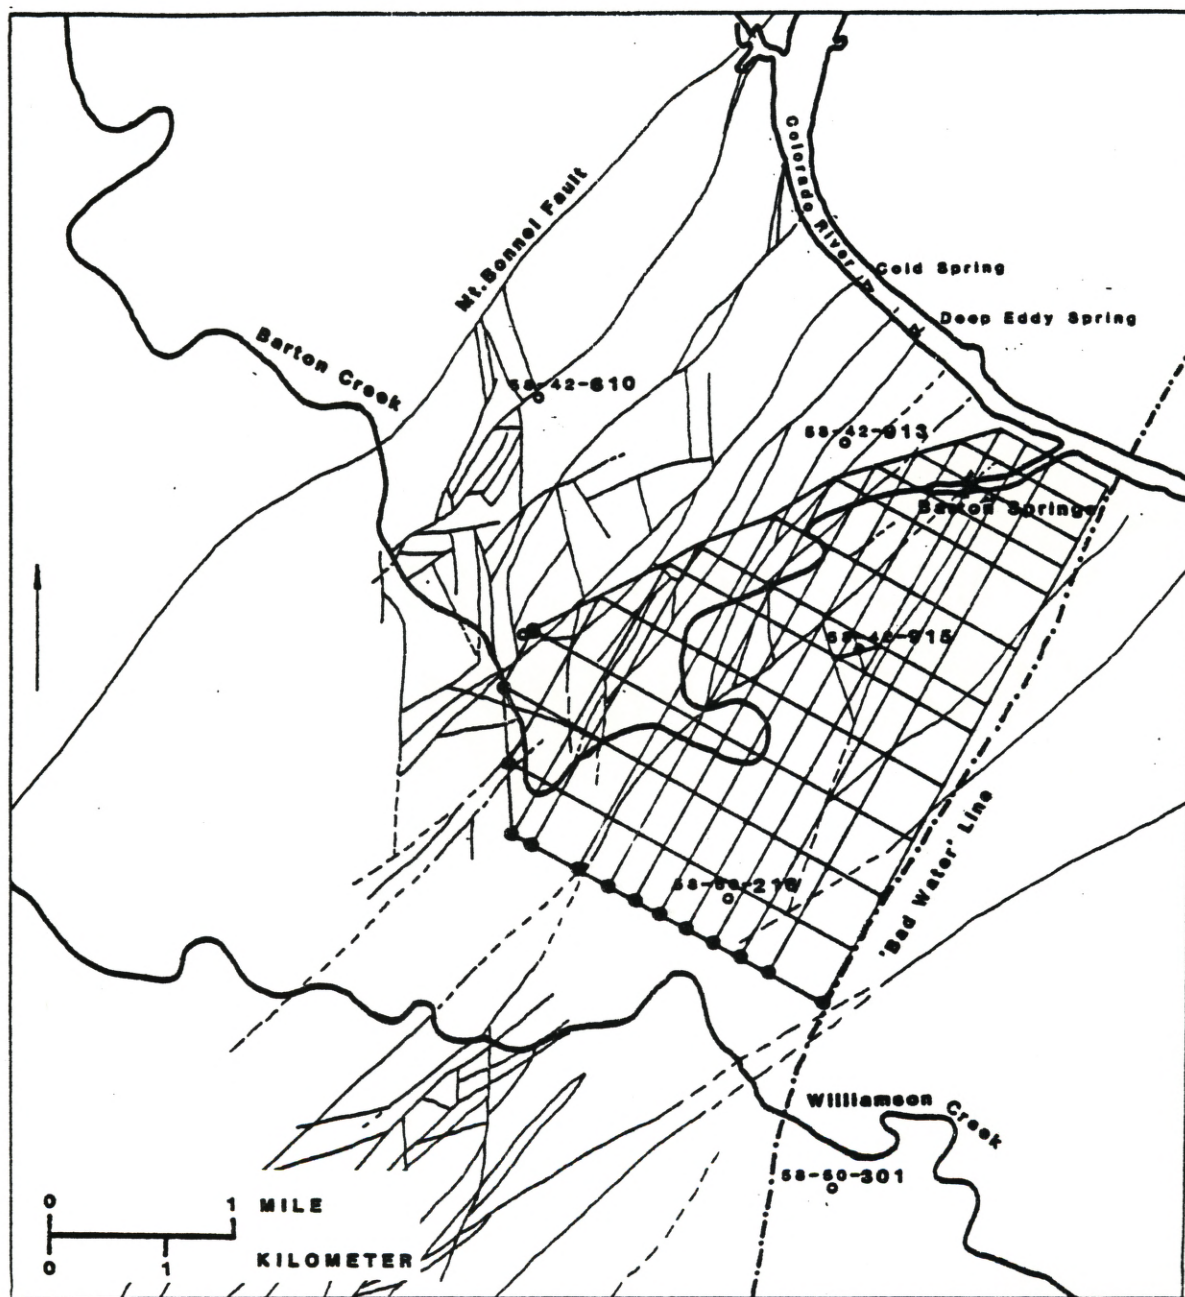 Colorado River
Mt. Bonnel Fault
Cold Spring
Deep Eddy Spring
Barton Creek
58-42-610
58-42-913
Barton Springs
58-42-915
'Bad Water' Line
58-50-216
Williamson Creek
58-50-301
0 1 MILE
KILOMETER
0 1